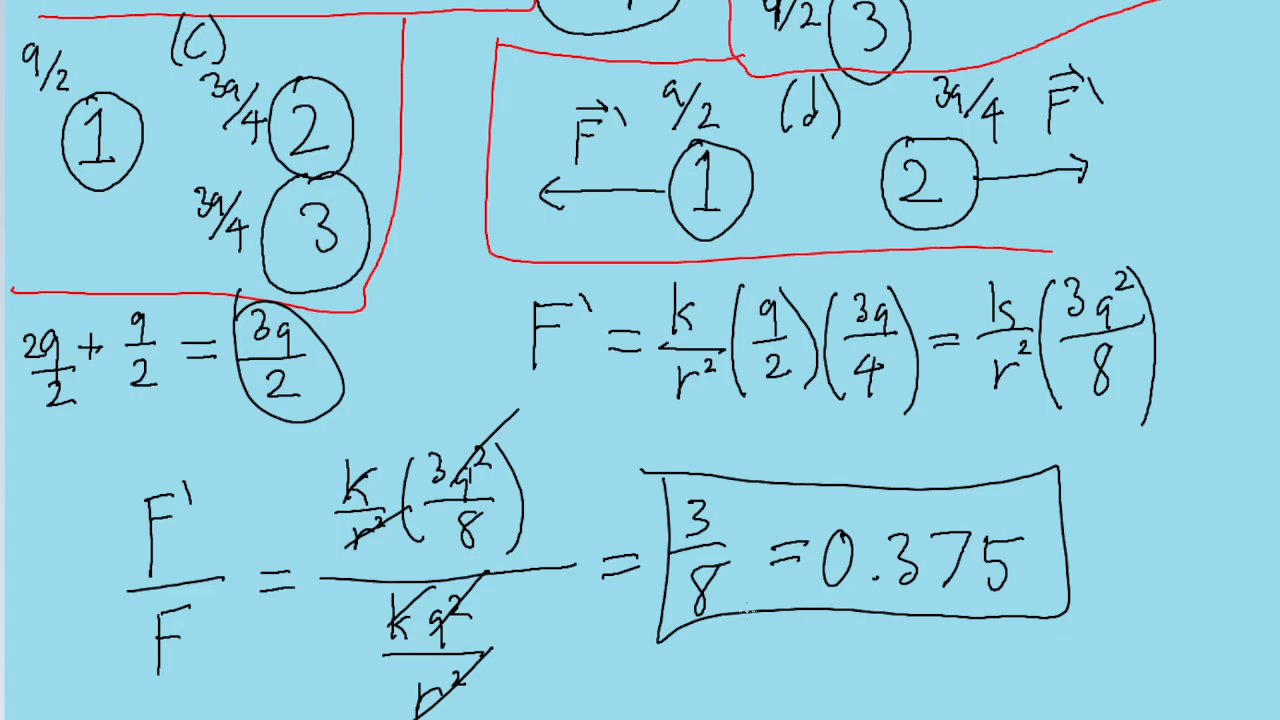 q/2 3
(c)
q/2 1
3q/4 2
3q/4 3
F' q/2 (d) 3q/4 F'
1 2
2q/2 + q/2 = 3q/2
F' = k/r² (q/2)(3q/4) = k/r² (3q²/8)
F'/F = k/r² (3q²/8) / kq²/r² = 3/8 = 0.375